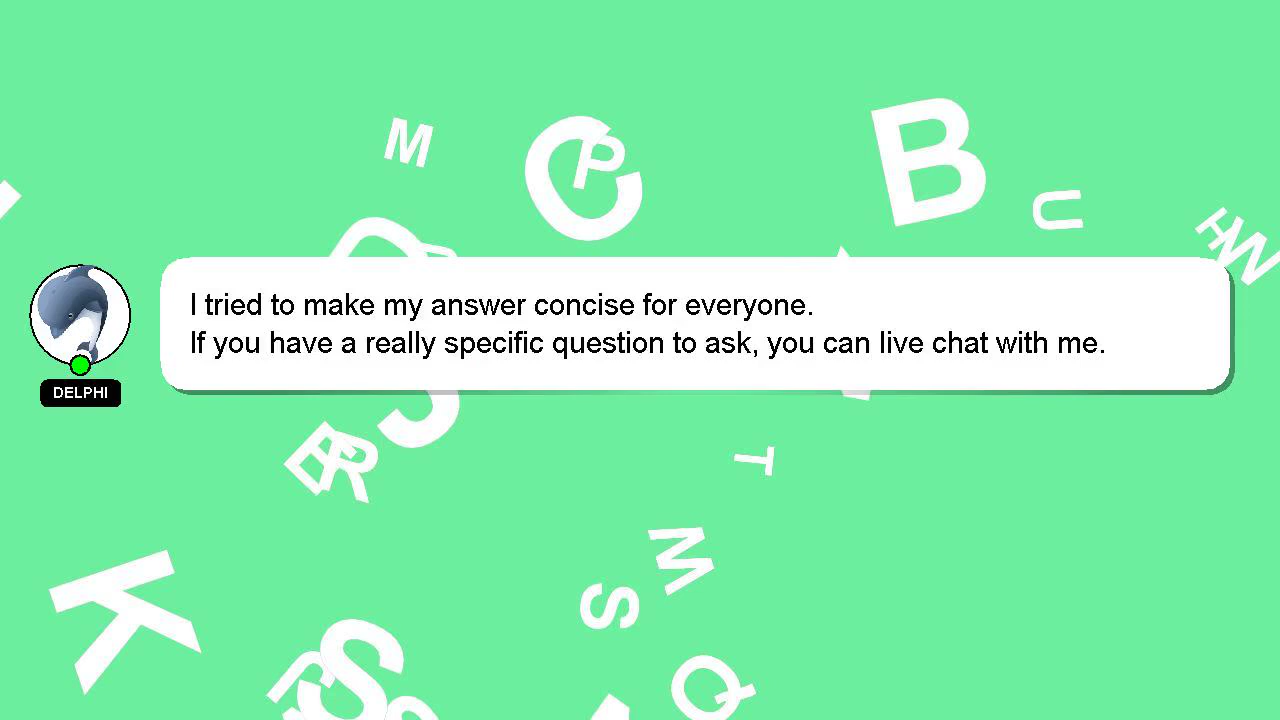 M
C
P
B
U
H
W
I tried to make my answer concise for everyone.
If you have a really specific question to ask, you can live chat with me.
DELPHI
R
T
K
M
S
S
Q